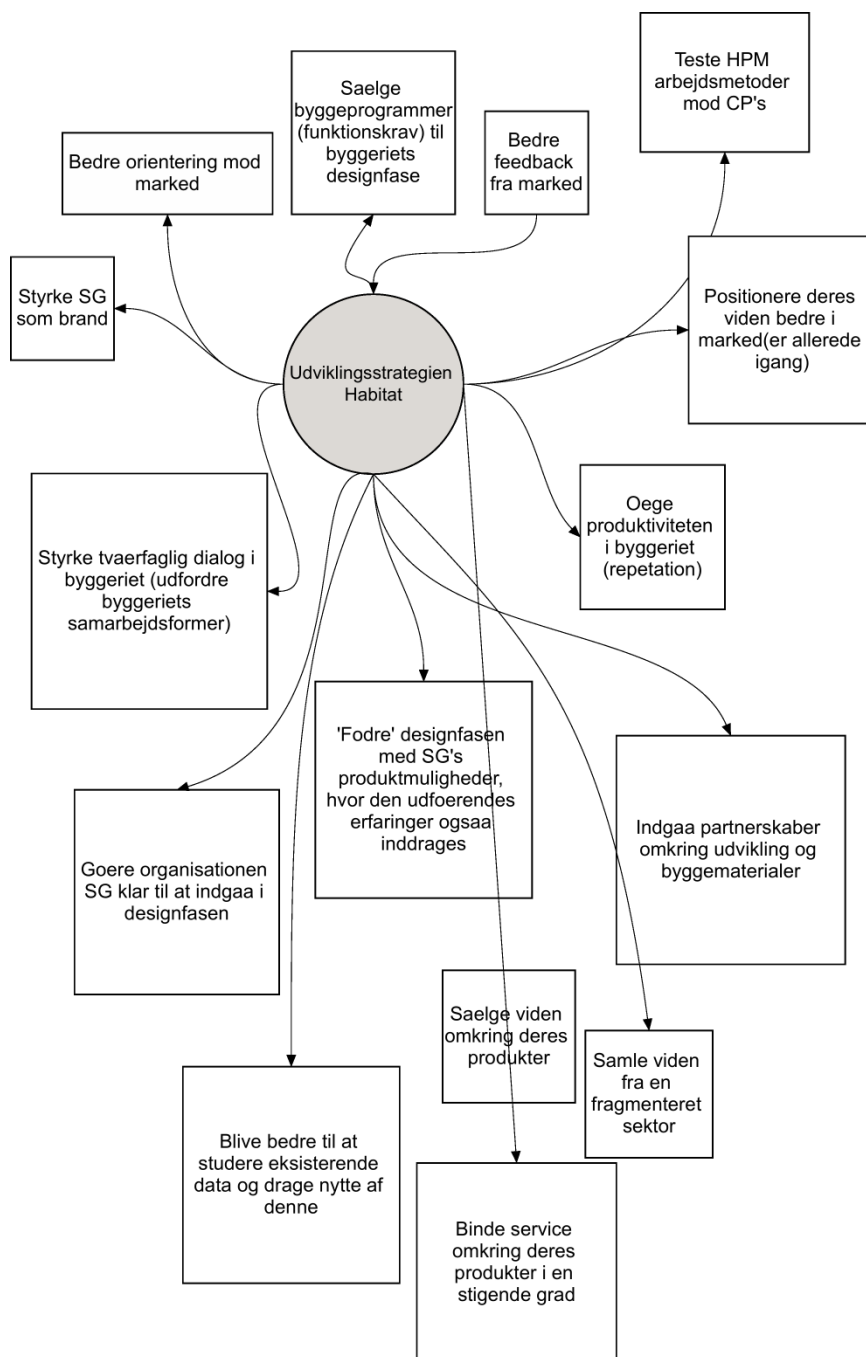 Teste HPM
arbejdsmetoder
mod CP's
Saelge
byggeprogrammer
(funktionskrav) til
byggeriets
designfase
Bedre
feedback
fra marked
Bedre orientering mod
marked
Styrke SG
som brand
Positionere deres
viden bedre i
marked(er allerede
igang)
Udviklingsstrategien
Habitat
Oege
produktiviteten
i byggeriet
(repetation)
Styrke tvaerfaglig dialog i
byggeriet (udfordre
byggeriets
samarbejdsformer)
'Fodre' designfasen
med SG's
produktmuligheder,
hvor den udfoerendes
erfaringer ogsaa
inddrages
Indgaa partnerskaber
omkring udvikling og
byggematerialer
Goere organisationen
SG klar til at indgaa i
designfasen
Saelge viden
omkring deres
produkter
Samle viden
fra en
fragmenteret
sektor
Blive bedre til at
studere eksisterende
data og drage nytte af
denne
Binde service
omkring deres
produkter i en
stigende grad